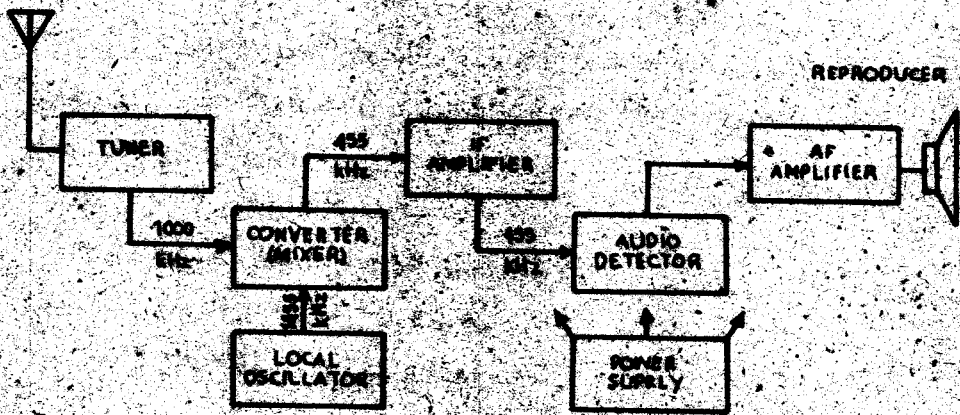 REPRODUCER
TUNER
455
kHz
IF
AMPLIFIER
AF
AMPLIFIER
1000
kHz
CONVERTER
(MIXER)
455
kHz
AUDIO
DETECTOR
kHz
LOCAL
OSCILLATOR
POWER
SUPPLY